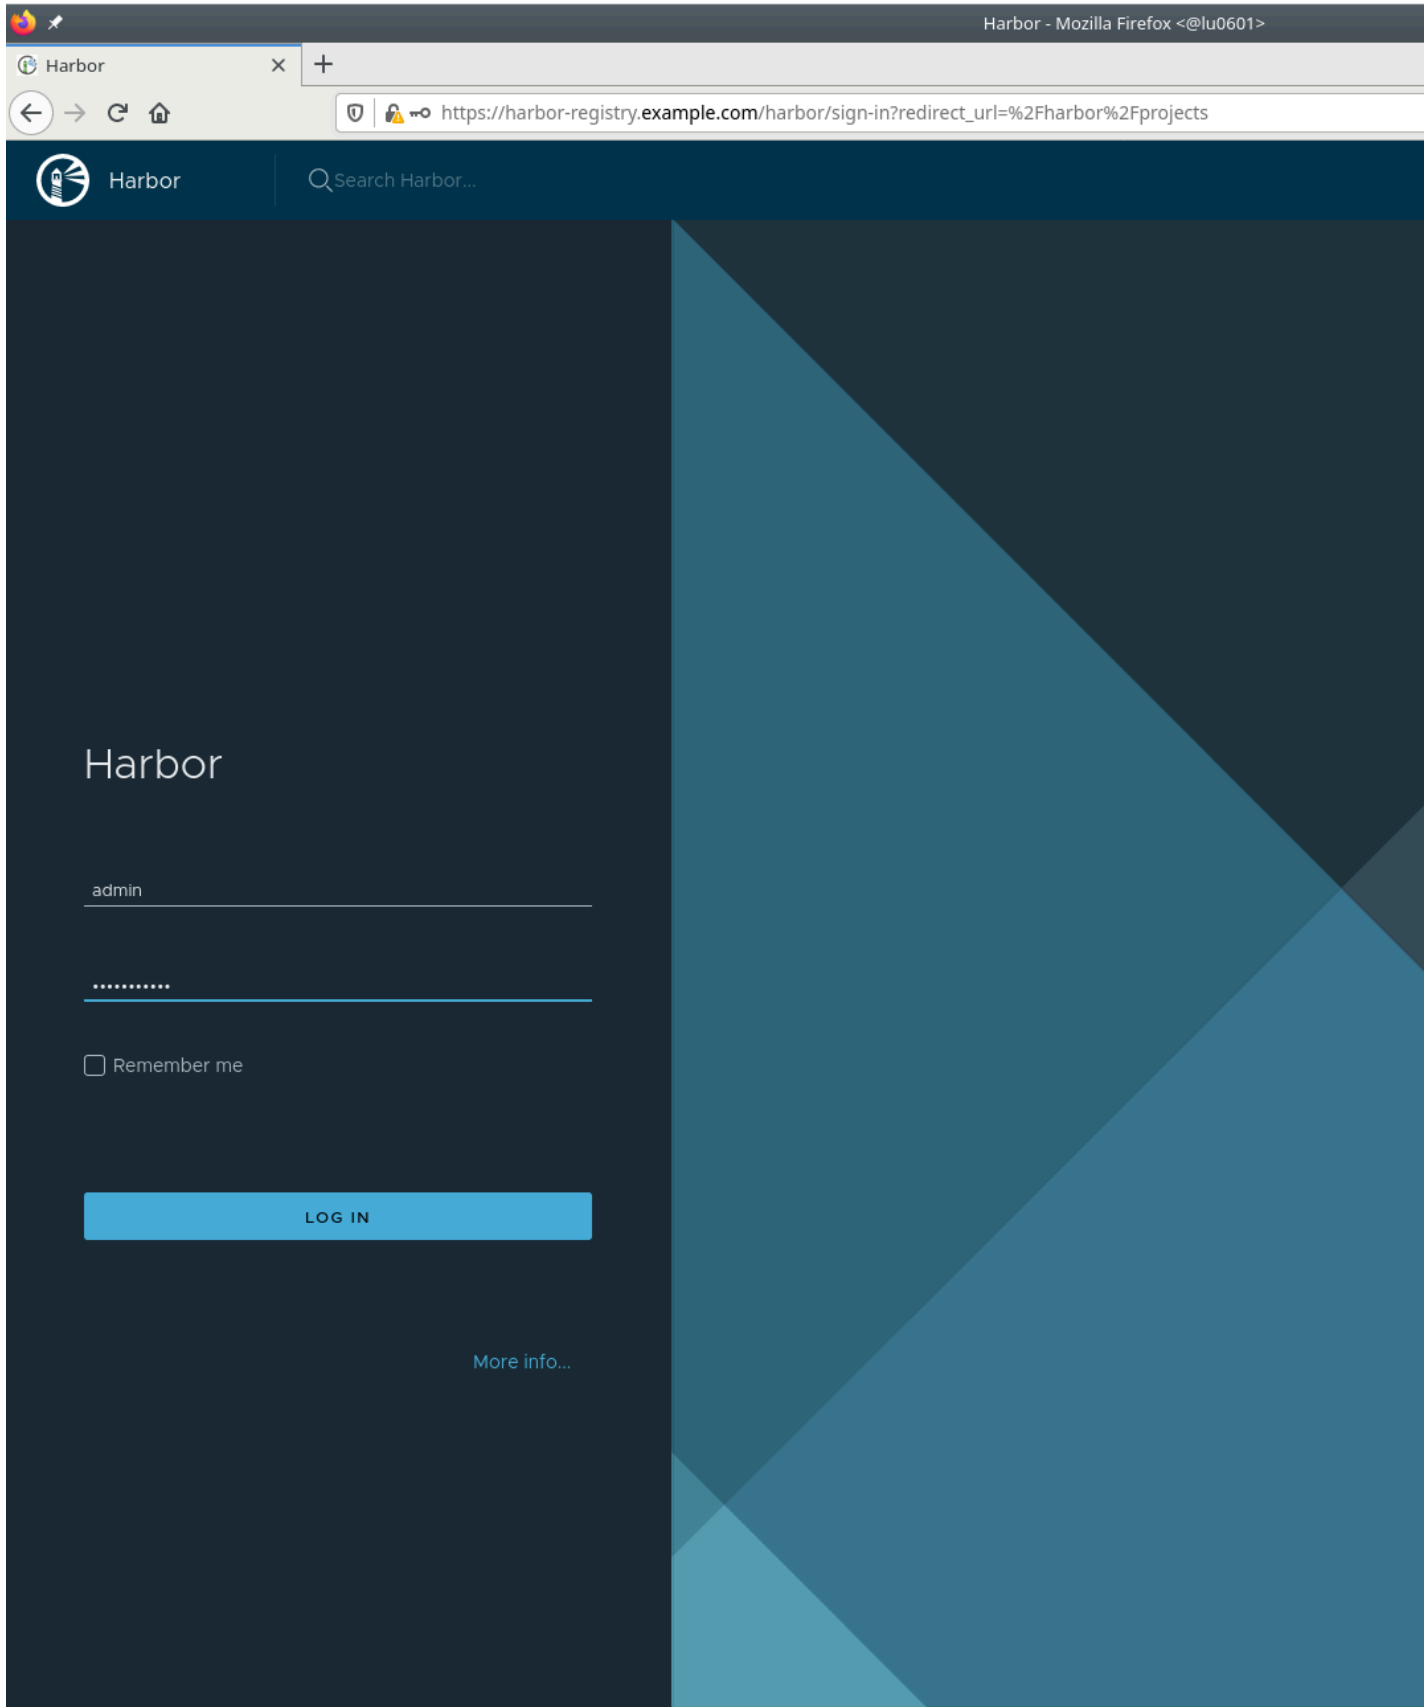 Harbor - Mozilla Firefox <@lu0601>
Harbor
https://harbor-registry.example.com/harbor/sign-in?redirect_url=%2Fharbor%2Fprojects
Harbor
Search Harbor...
Harbor
admin
•••••••••••
Remember me
LOG IN
More info...